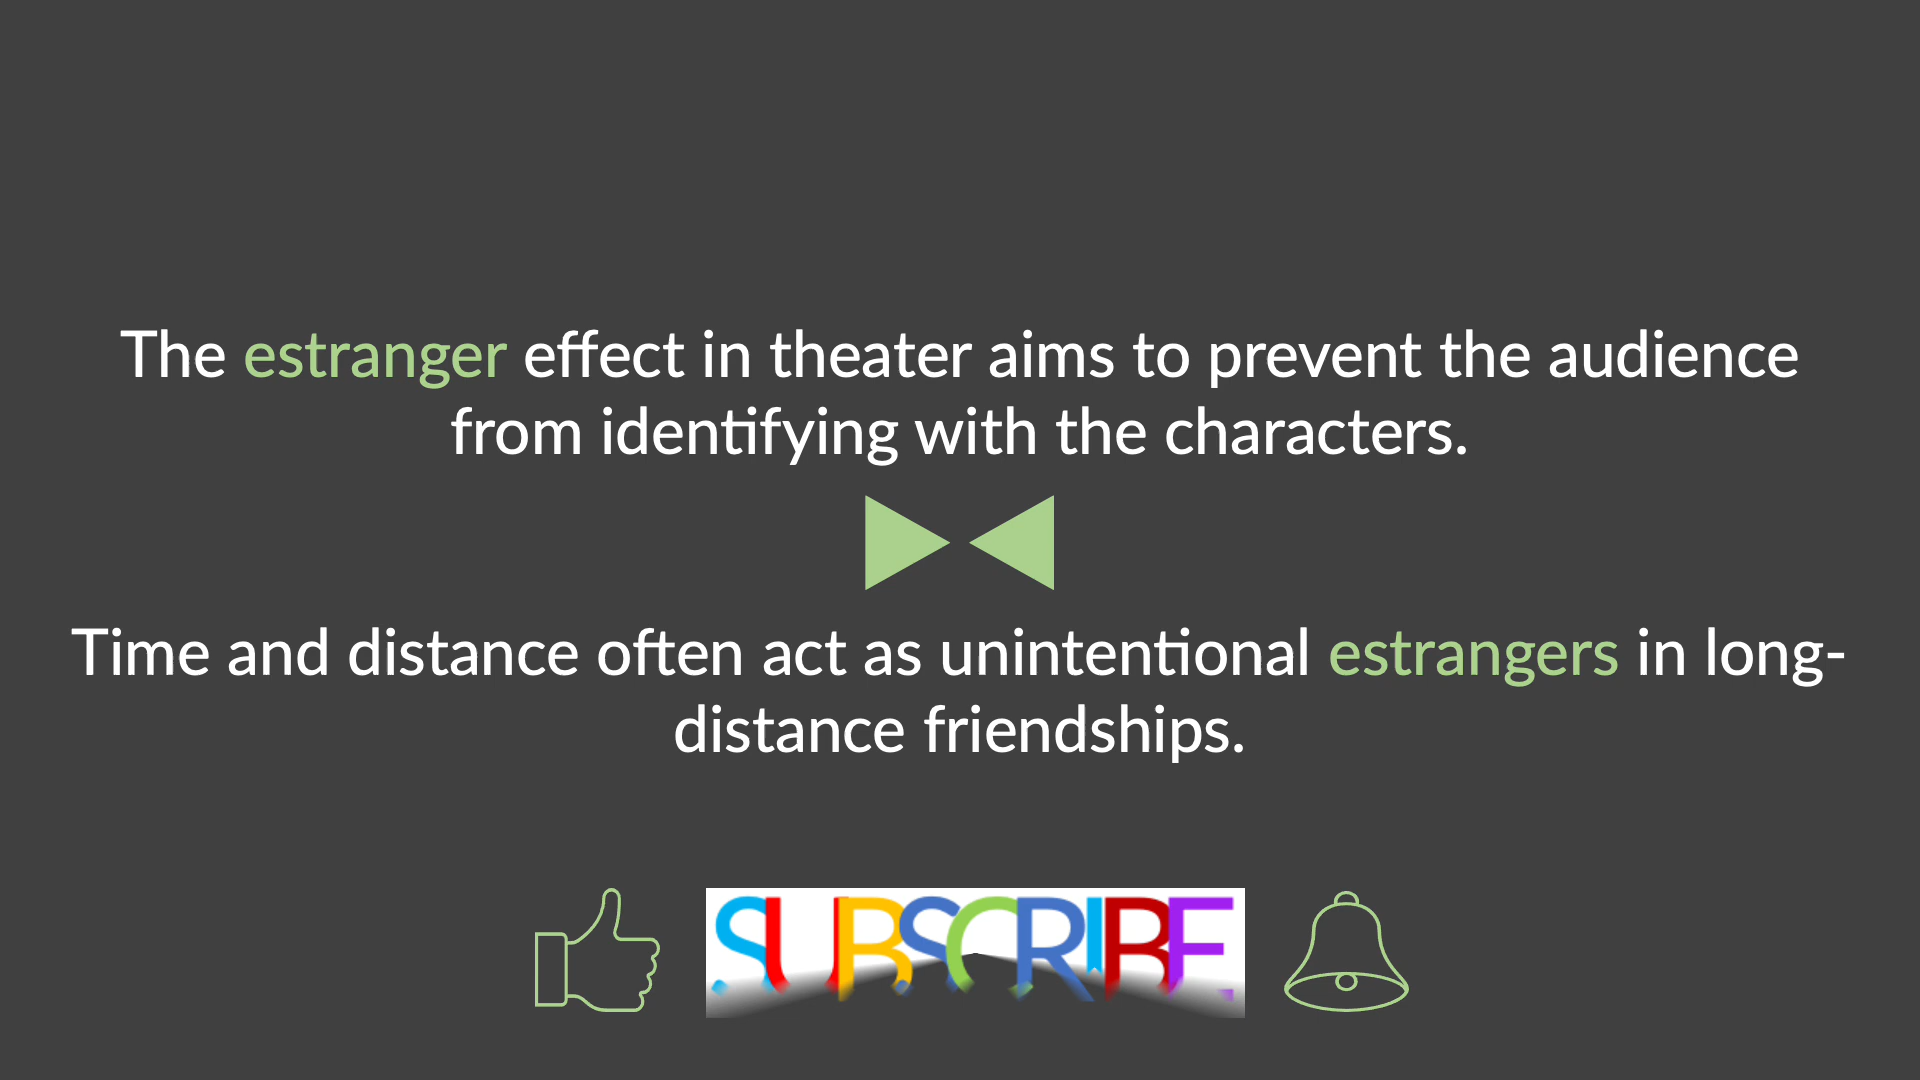 The estranger effect in theater aims to prevent the audience
from identifying with the characters.
Time and distance often act as unintentional estrangers in long-
distance friendships.
SUBSCRIBE